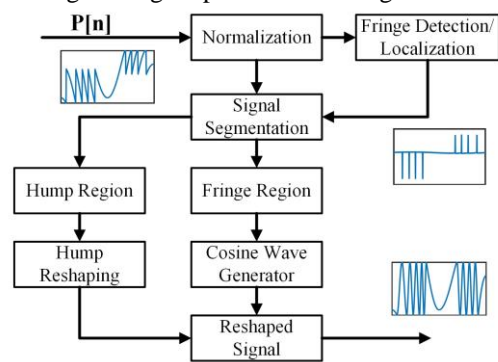 P[n]
Normalization
Fringe Detection/
Localization
Signal
Segmentation
Hump Region
Fringe Region
Hump
Reshaping
Cosine Wave
Generator
Reshaped
Signal